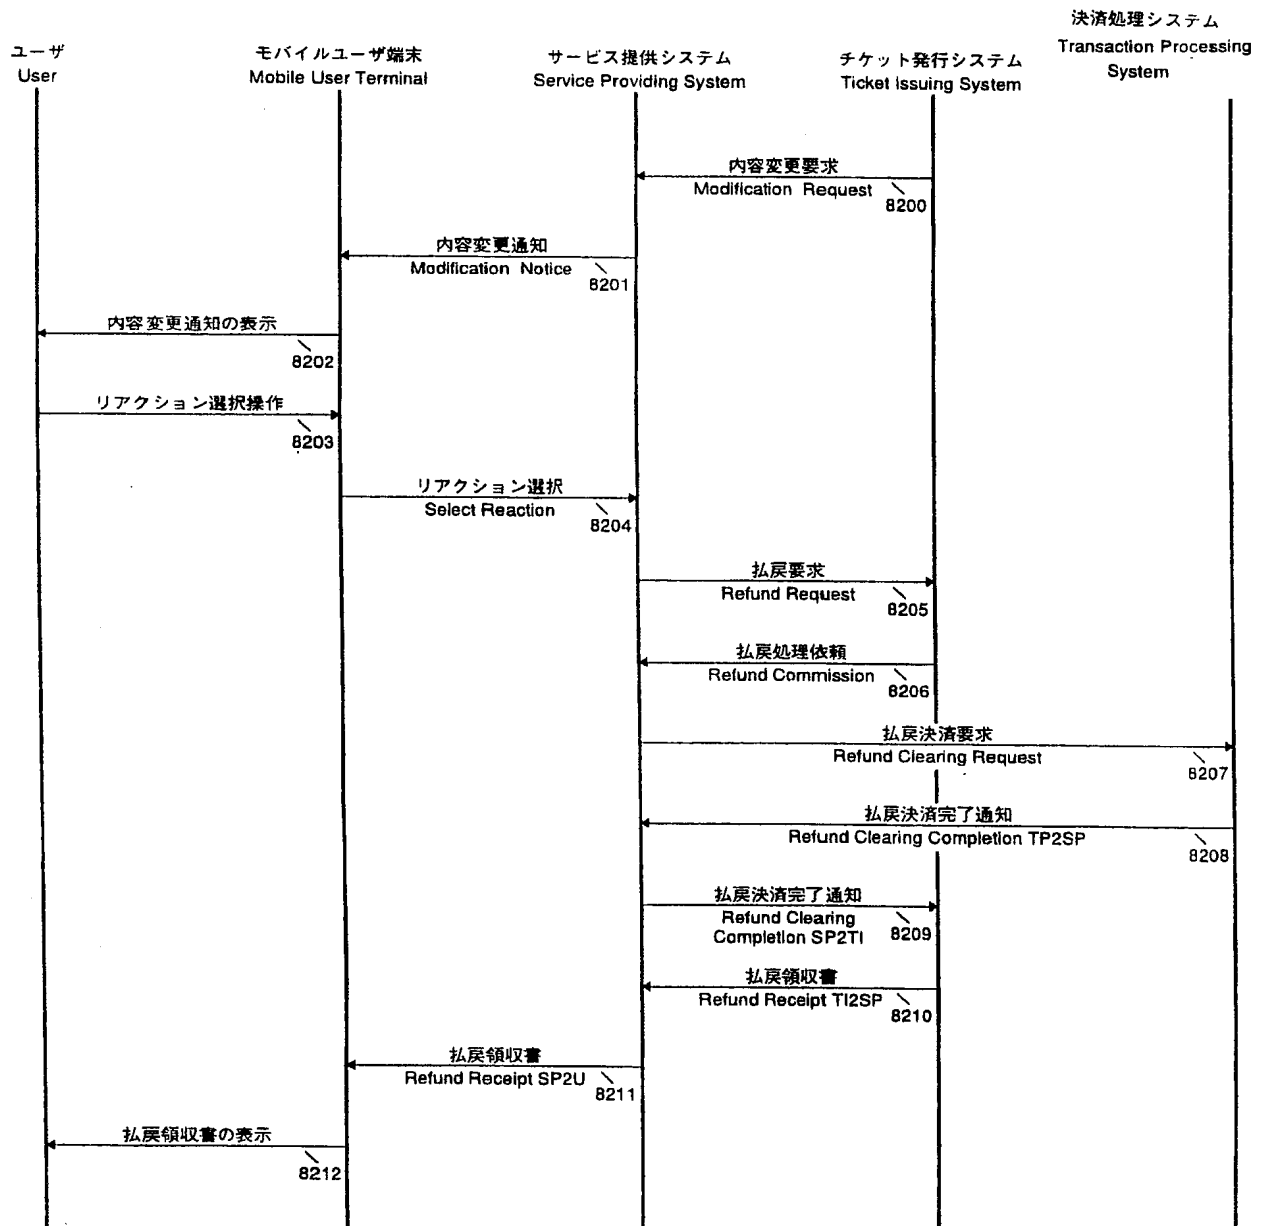 ユーザ
User
モバイルユーザ端末
Mobile User Terminal
サービス提供システム
Service Providing System
チケット発行システム
Ticket Issuing System
決済処理システム
Transaction Processing
System
内容変更要求
Modification Request
8200
内容変更通知
Modification Notice
8201
内容変更通知の表示
8202
リアクション選択操作
8203
リアクション選択
Select Reaction
8204
払戻要求
Refund Request
8205
払戻処理依頼
Refund Commission
8206
払戻決済要求
Refund Clearing Request
8207
払戻決済完了通知
Refund Clearing Completion TP2SP
8208
払戻決済完了通知
Refund Clearing
Completion SP2TI
8209
払戻領収書
Refund Receipt TI2SP
8210
払戻領収書
Refund Receipt SP2U
8211
払戻領収書の表示
8212